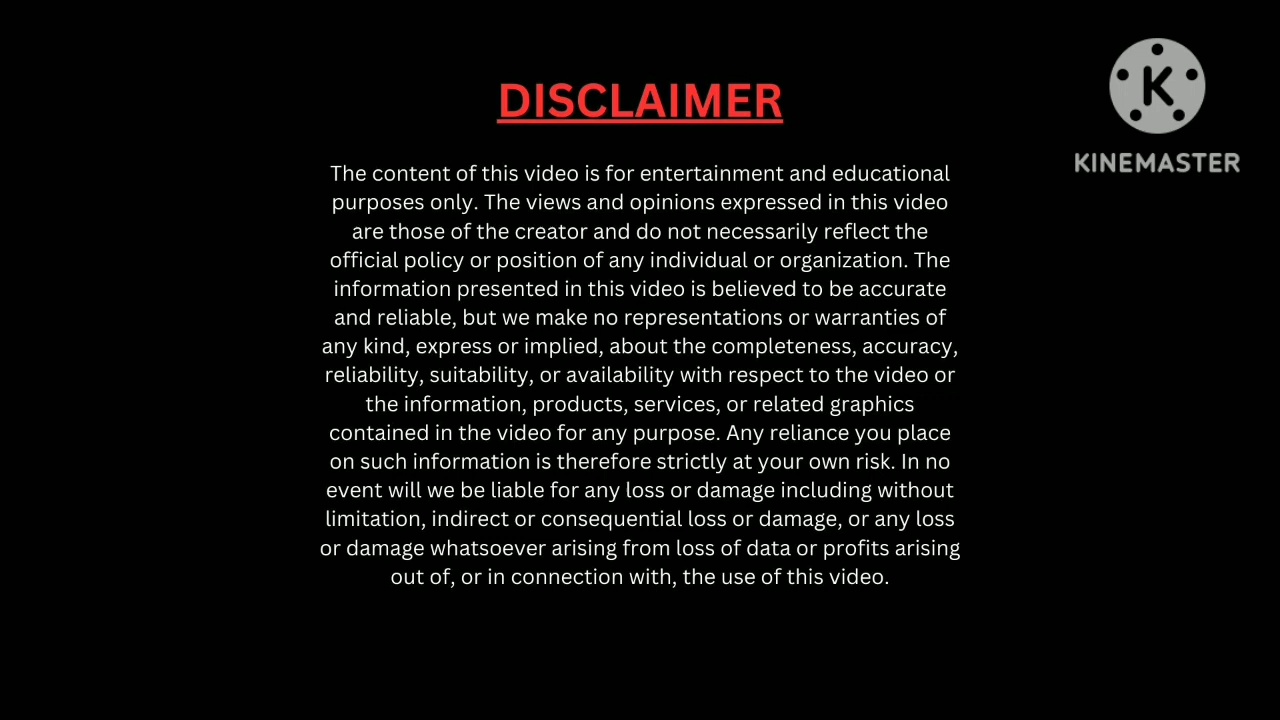 DISCLAIMER
The content of this video is for entertainment and educational
purposes only. The views and opinions expressed in this video
are those of the creator and do not necessarily reflect the
official policy or position of any individual or organization. The
information presented in this video is believed to be accurate
and reliable, but we make no representations or warranties of
any kind, express or implied, about the completeness, accuracy,
reliability, suitability, or availability with respect to the video or
the information, products, services, or related graphics
contained in the video for any purpose. Any reliance you place
on such information is therefore strictly at your own risk. In no
event will we be liable for any loss or damage including without
limitation, indirect or consequential loss or damage, or any loss
or damage whatsoever arising from loss of data or profits arising
out of, or in connection with, the use of this video.
K
KINEMASTER